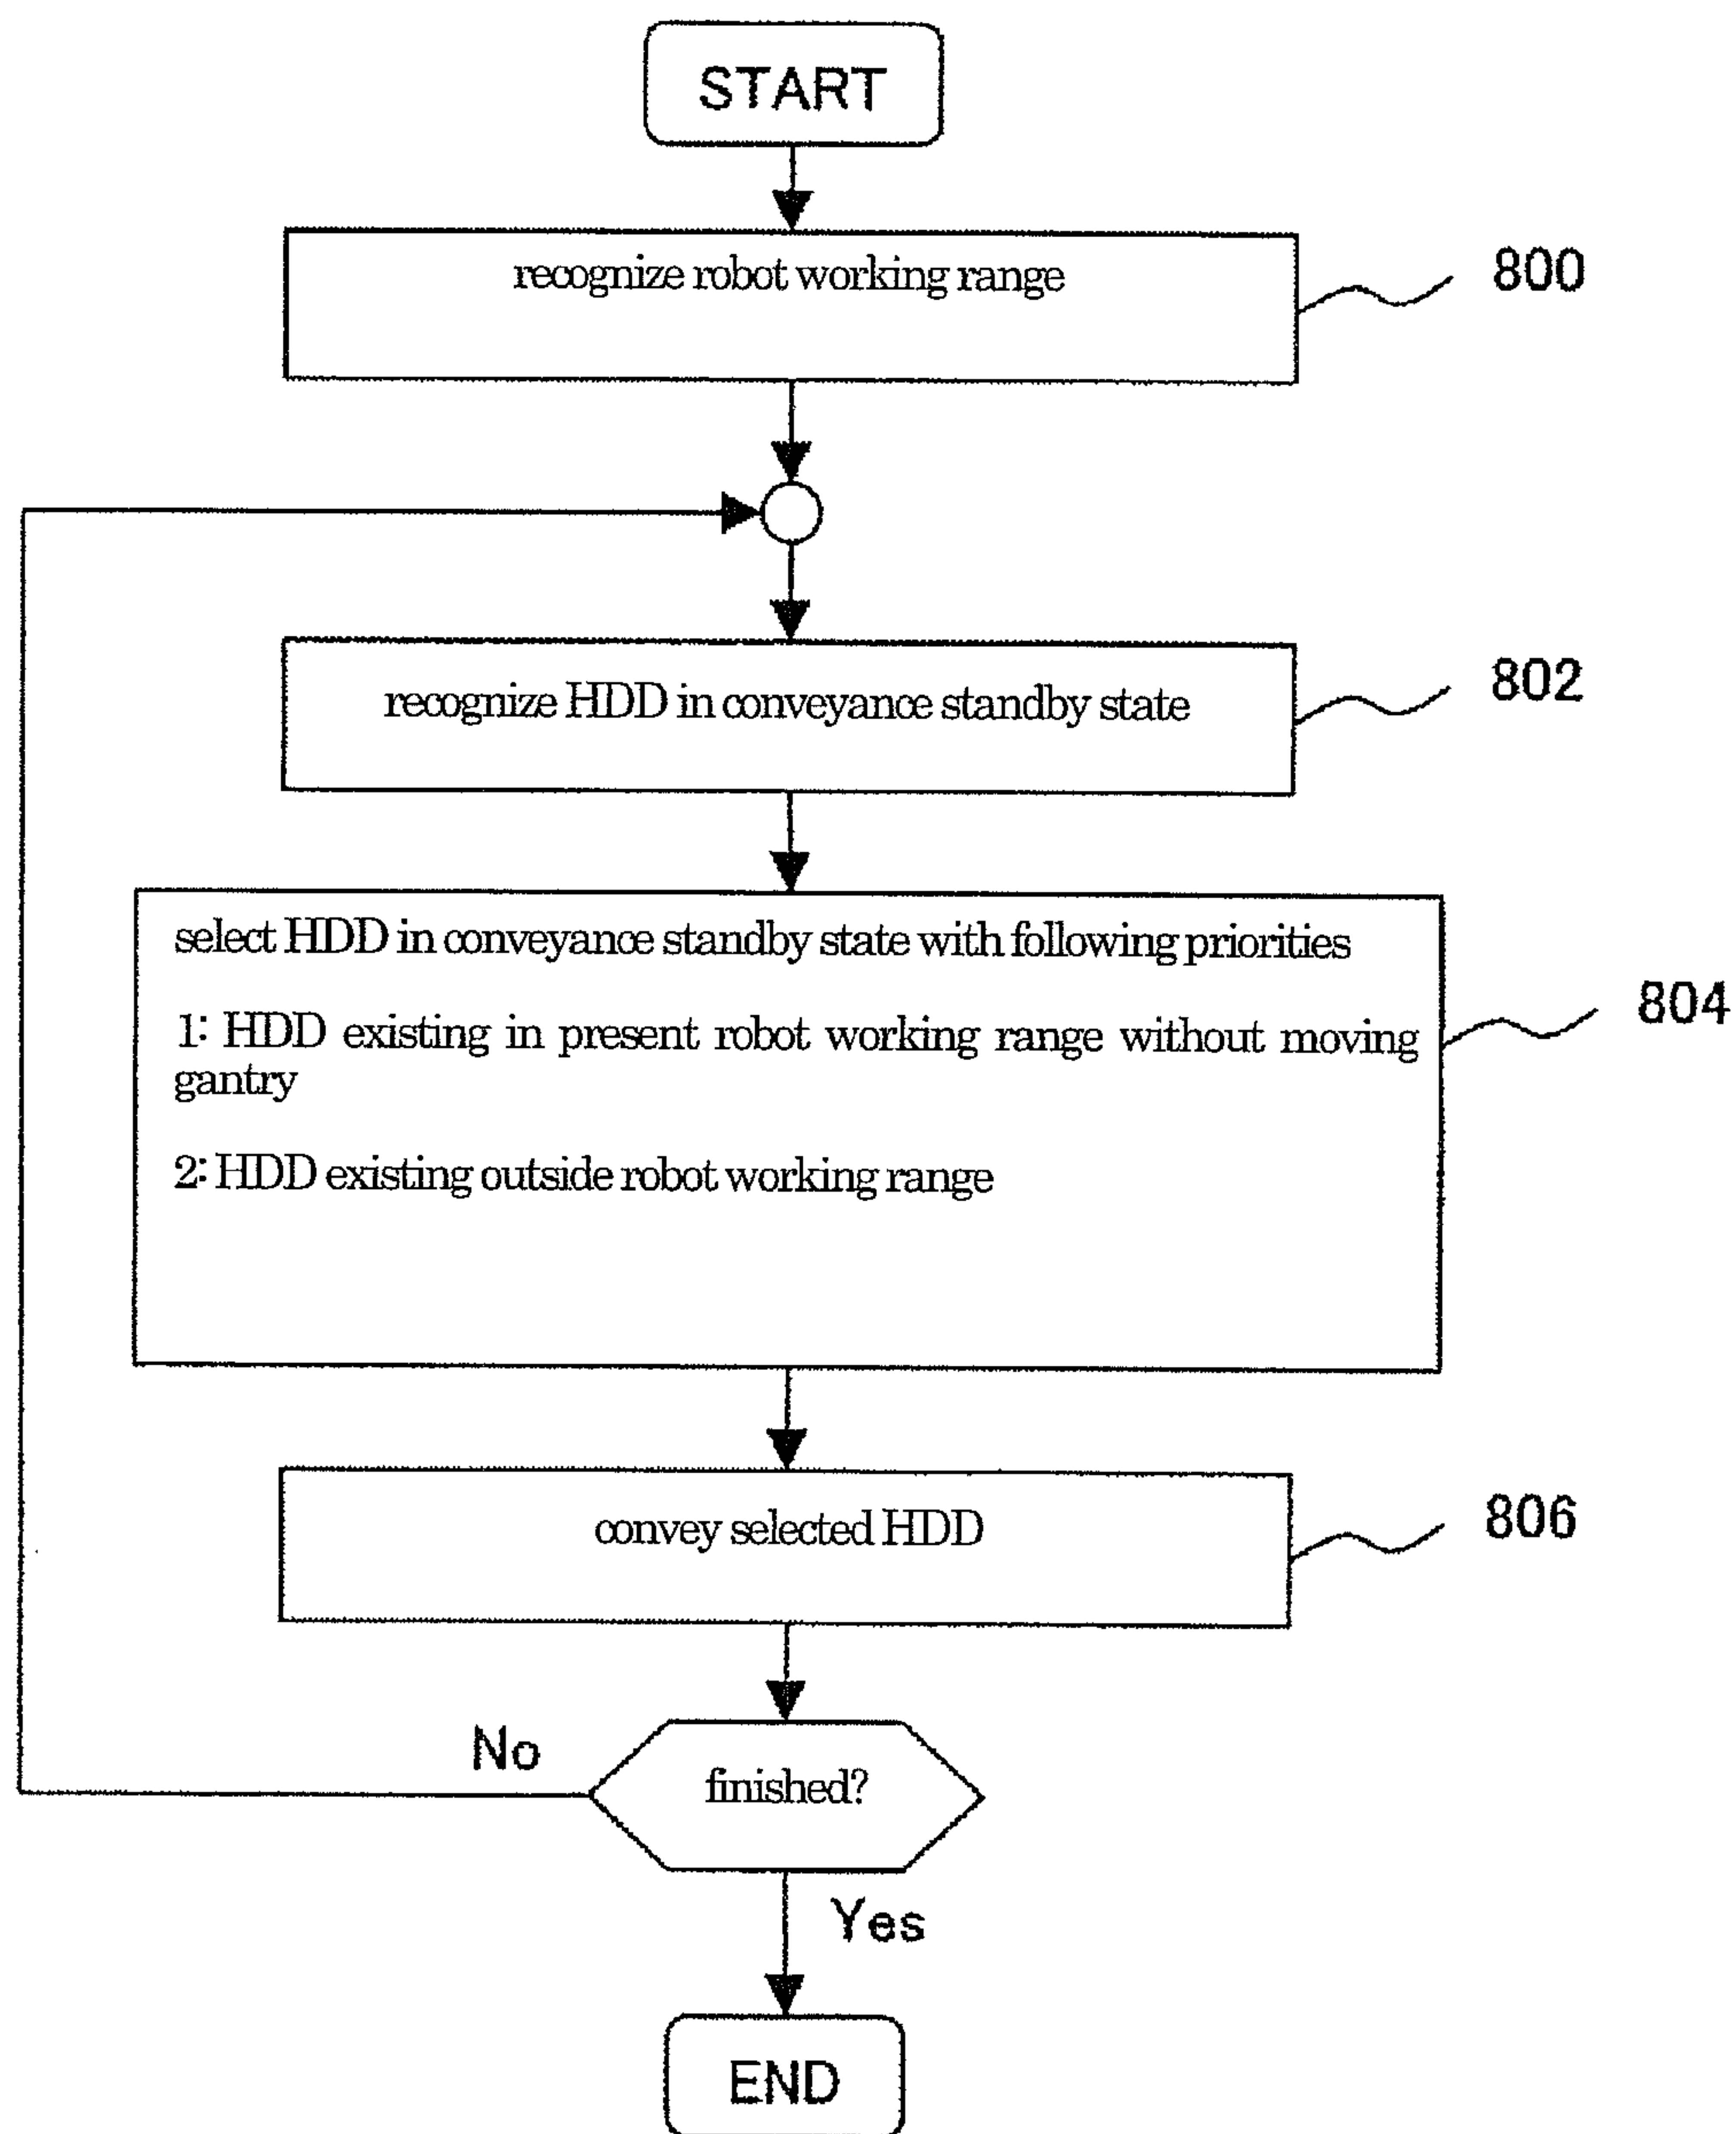 START
recognize robot working range
800
recognize HDD in conveyance standby state
802
select HDD in conveyance standby state with following priorities
1: HDD existing in present robot working range without moving
gantry
2: HDD existing outside robot working range
804
convey selected HDD
806
No
finished?
Yes
END